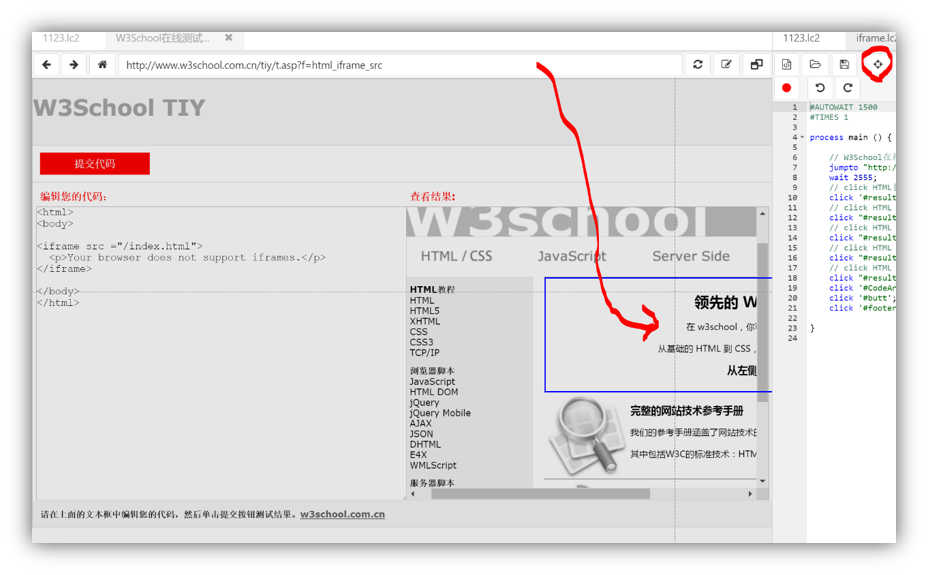 1123.lc2
W3School在线测试...
1123.lc2
iframe.lc2
http://www.w3school.com.cn/tiy/t.asp?f=html_iframe_src
W3School TIY
提交代码
编辑您的代码:
查看结果:
<html>
<body>
<iframe src ="/index.html">
<p>Your browser does not support iframes.</p>
</iframe>
</body>
</html>
W3school
HTML / CSS
JavaScript
Server Side
HTML教程
HTML
HTML5
XHTML
CSS
CSS3
TCP/IP
浏览器脚本
JavaScript
HTML DOM
jQuery
jQuery Mobile
AJAX
JSON
DHTML
E4X
WMLScript
服务器脚本
领先的 W
在 w3school，你
从基础的 HTML 到 CSS，
从左侧
完整的网站技术参考手册
我们的参考手册涵盖了网站技术的
其中包括W3C的标准技术：HTM
请在上面的文本框中编辑您的代码，然后单击提交按钮测试结果。w3school.com.cn
1 #AUTOWAIT 1500
2 #TIMES 1
3
4 process main () {
5
6 // W3School在
7 jumpto "http:/
8 wait 2555;
9 // click HTML
10 click '#result
11 // click HTML
12 click "#result
13 // click HTML
14 click "#result
15 // click HTML
16 click "#result
17 // click HTML
18 click "#result
19 click '#CodeAr
20 click '#butt';
21 click '#footer
22
23 }
24